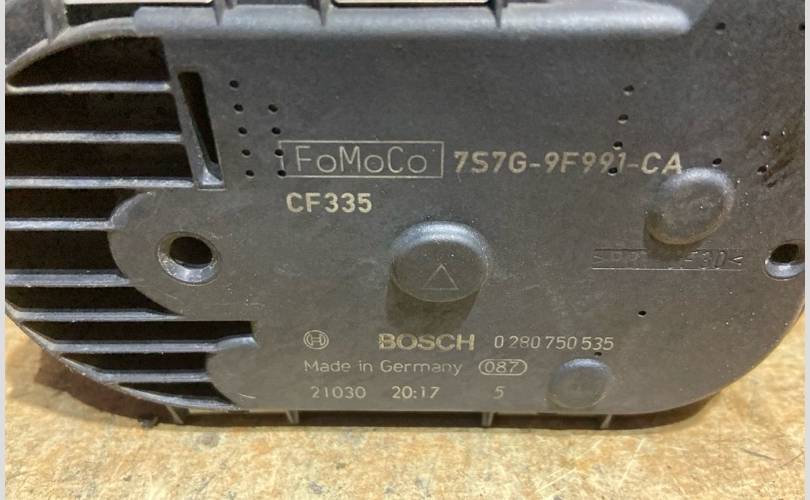 FoMoCo 7S7G-9F991-CA
CF335
BOSCH 0 280 750 535
Made in Germany 087
21030 20:17 5